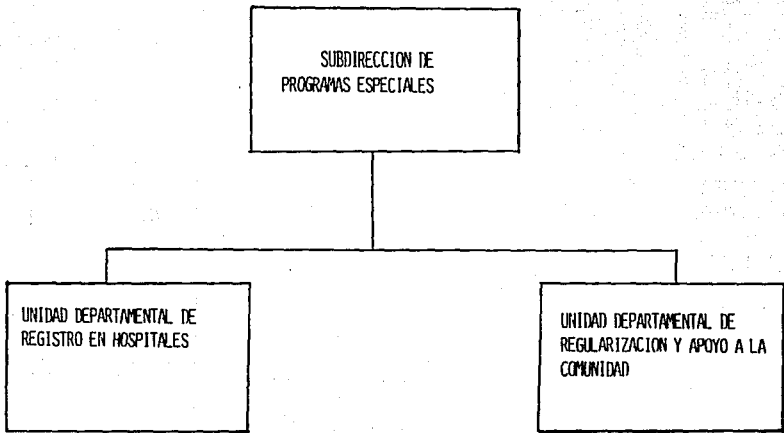 SUBDIRECCION DE
PROGRAMAS ESPECIALES
UNIDAD DEPARTAMENTAL DE
REGISTRO EN HOSPITALES
UNIDAD DEPARTAMENTAL DE
REGULARIZACION Y APOYO A LA
COMUNIDAD